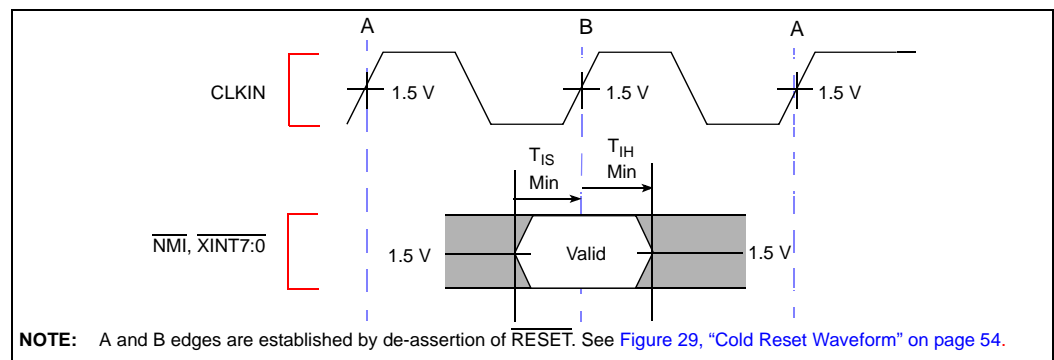 A B A
CLKIN 1.5 V 1.5 V 1.5 V
TIS TIH
Min Min
NMI, XINT7:0 1.5 V Valid 1.5 V
NOTE: A and B edges are established by de-assertion of RESET. See Figure 29, “Cold Reset Waveform” on page 54.